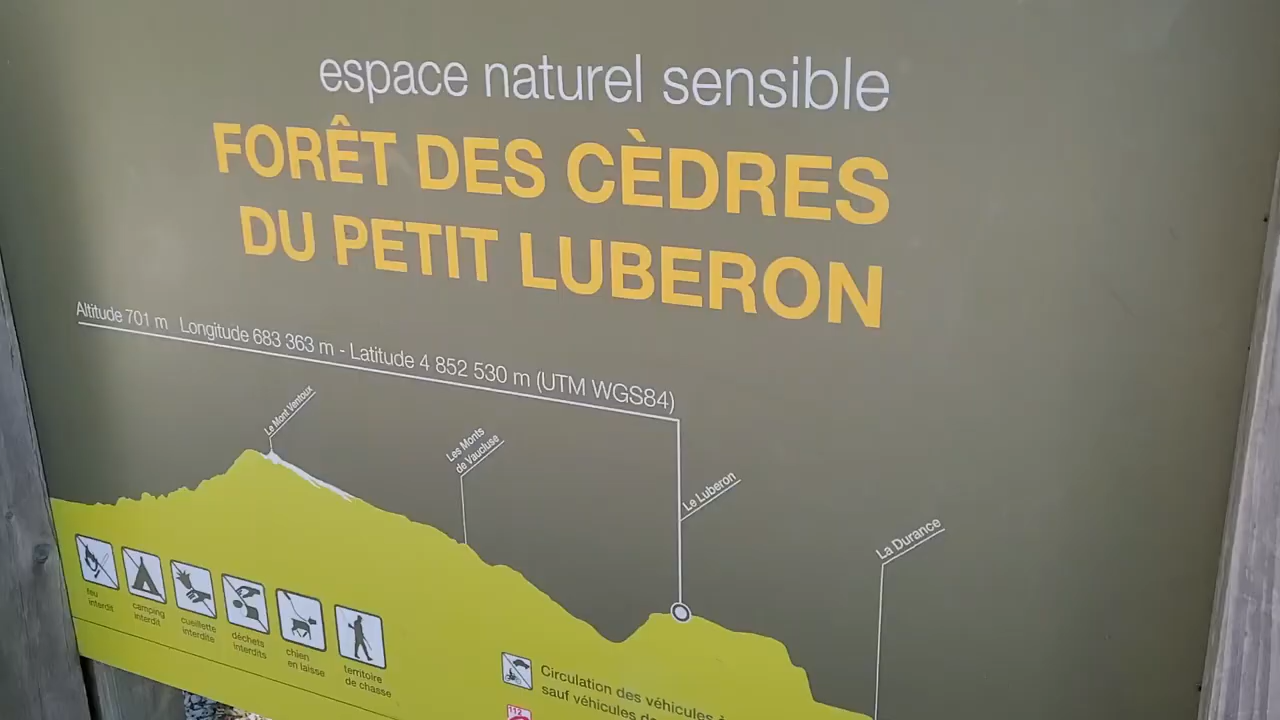 espace naturel sensible
FORÊT DES CÈDRES
DU PETIT LUBERON
Altitude 701 m Longitude 683 363 m - Latitude 4 852 530 m (UTM WGS84)
Le Mont Ventoux
Les Monts
de Vaucluse
Le Luberon
La Durance
feu
interdit
camping
interdit
cueillette
interdite
déchets
interdits
chien
en laisse
territoire
de chasse
Circulation des véhicules à
sauf véhicules de
112